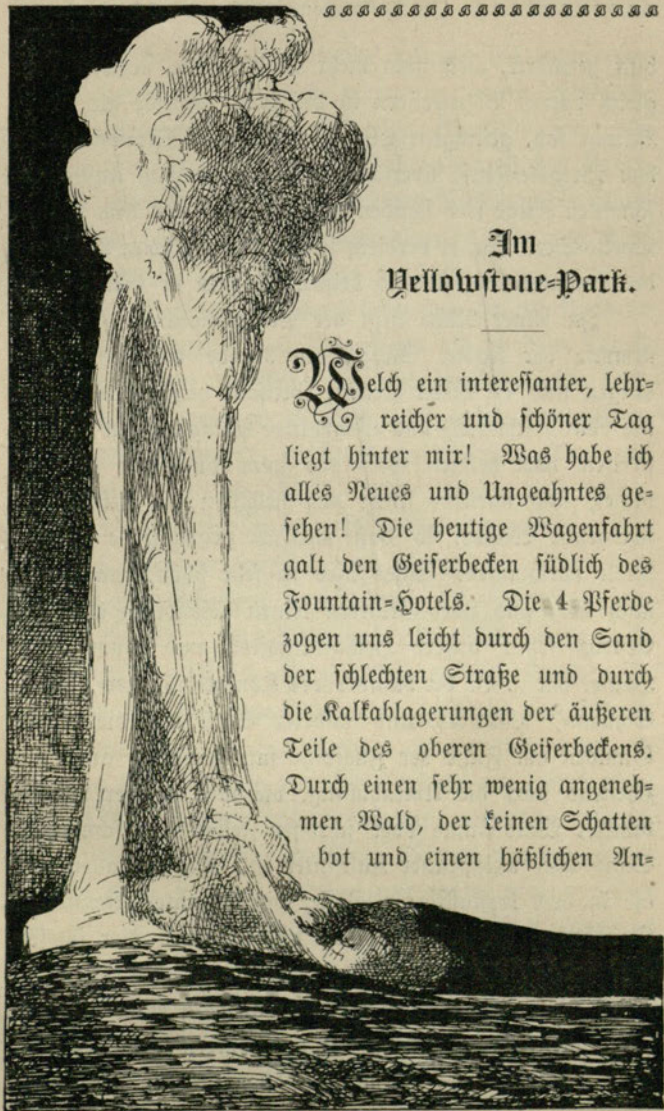 Im
Yellowstone-Park.
Welch ein interessanter, lehr-
reicher und schöner Tag
liegt hinter mir! Was habe ich
alles Neues und Ungeahntes ge-
sehen! Die heutige Wagenfahrt
galt den Geiserbecken südlich des
Fountain-Hotels. Die 4 Pferde
zogen uns leicht durch den Sand
der schlechten Straße und durch
die Kalkablagerungen der äußeren
Teile des oberen Geiserbeckens.
Durch einen sehr wenig angeneh-
men Wald, der keinen Schatten
bot und einen häßlichen An-